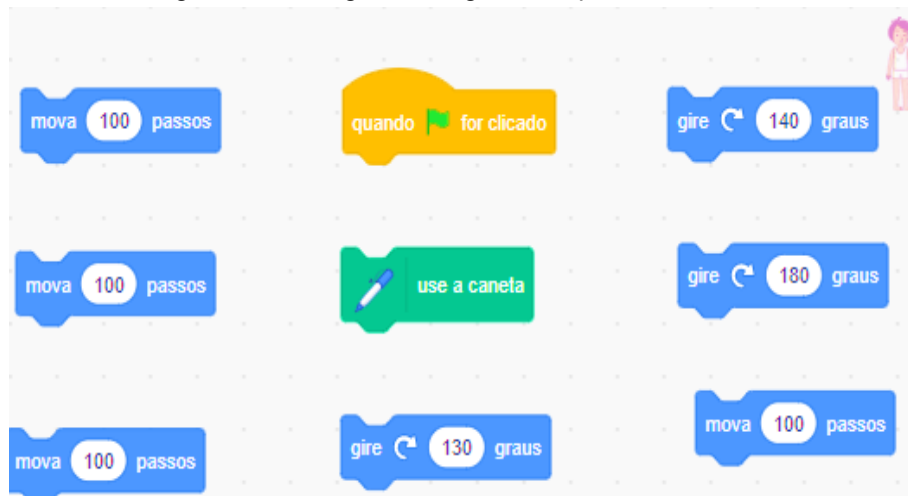 mova 100 passos
quando for clicado
gire 140 graus
mova 100 passos
use a caneta
gire 180 graus
mova 100 passos
gire 130 graus
mova 100 passos